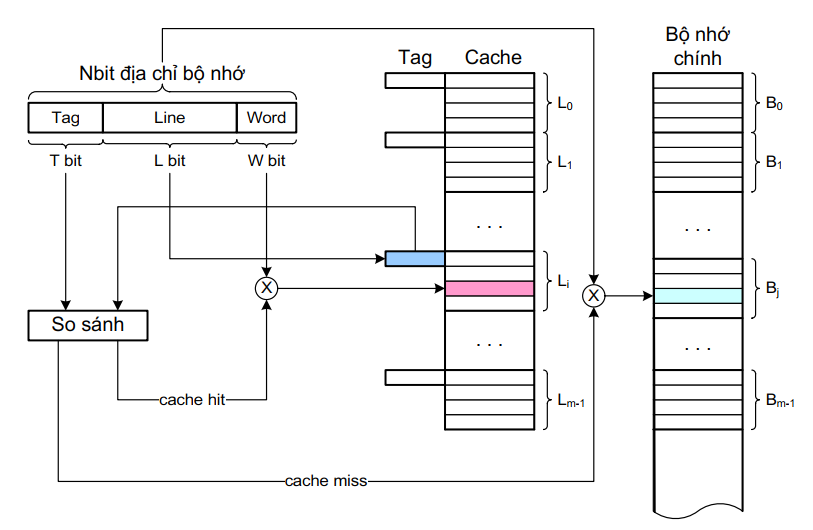 Bộ nhớ
chính
Tag Cache
Nbit địa chỉ bộ nhớ
Tag Line Word
T bit L bit W bit
L0
B0
L1
B1
. . .
. . .
Li
Bj
X
X
So sánh
. . .
. . .
cache hit
Lm-1
Bm-1
cache miss